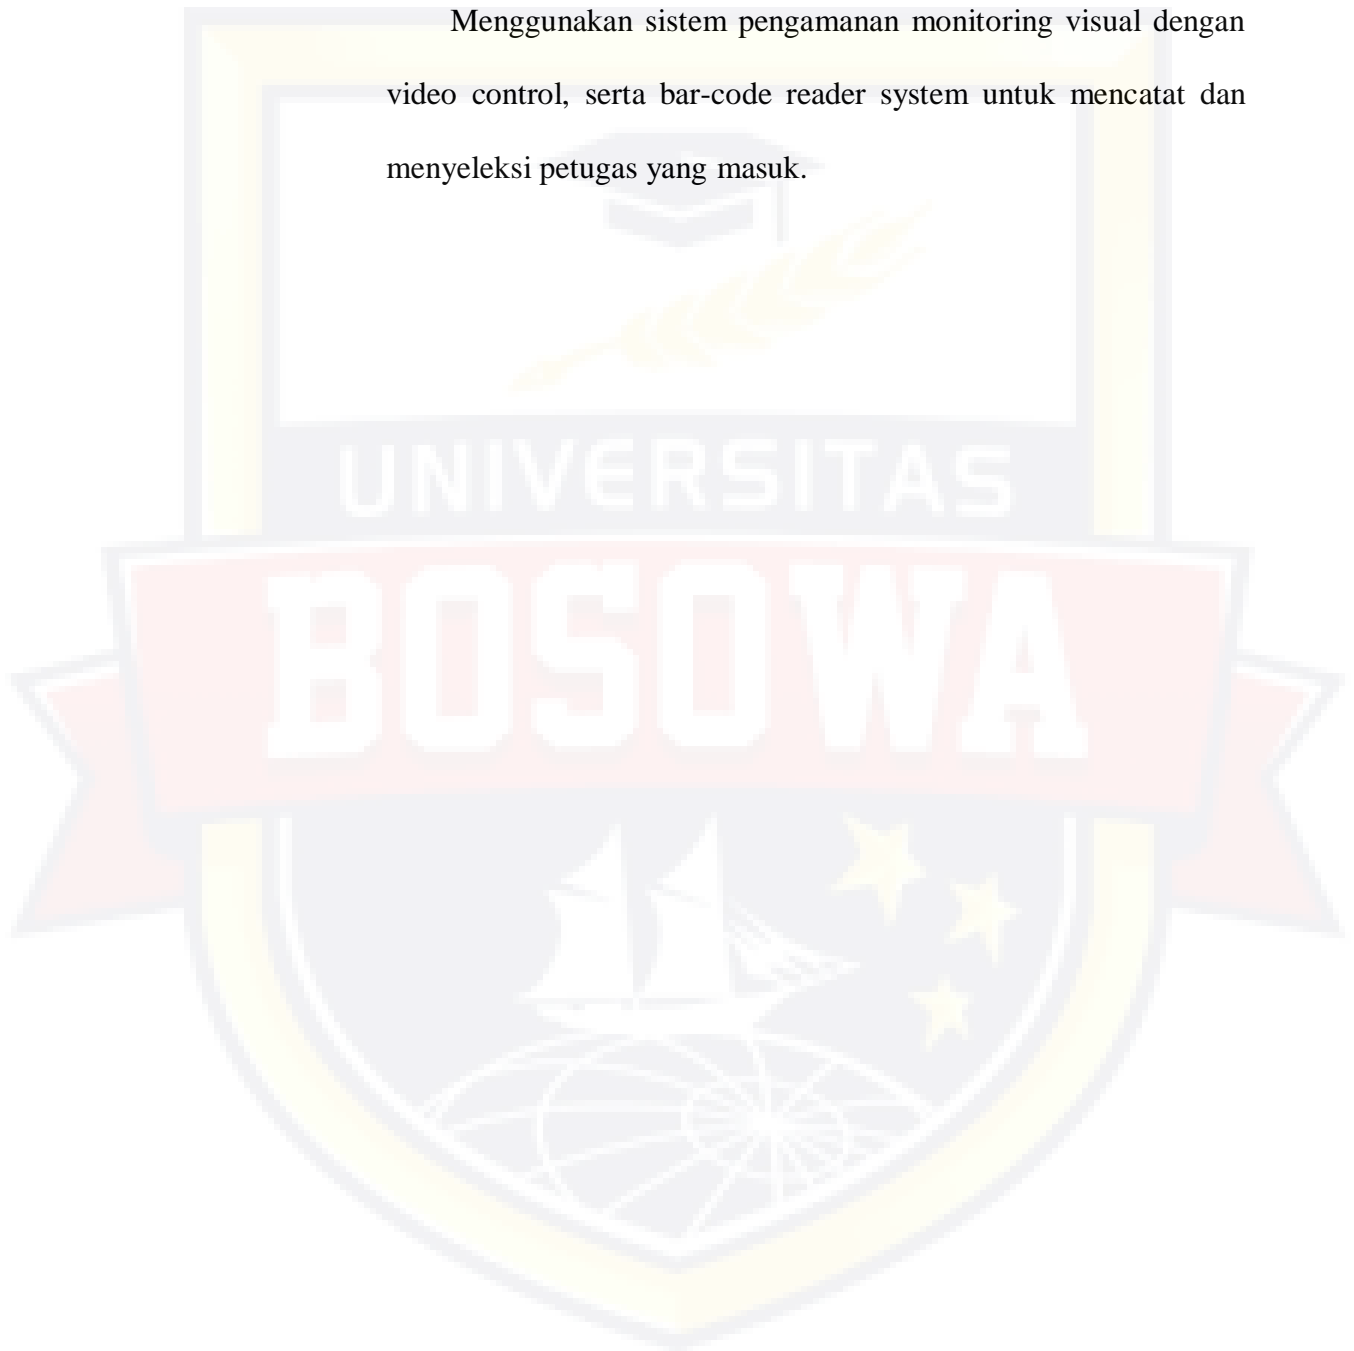 Menggunakan sistem pengamanan monitoring visual dengan
video control, serta bar-code reader system untuk mencatat dan
menyeleksi petugas yang masuk.
UNIVERSITAS
BOSOWA